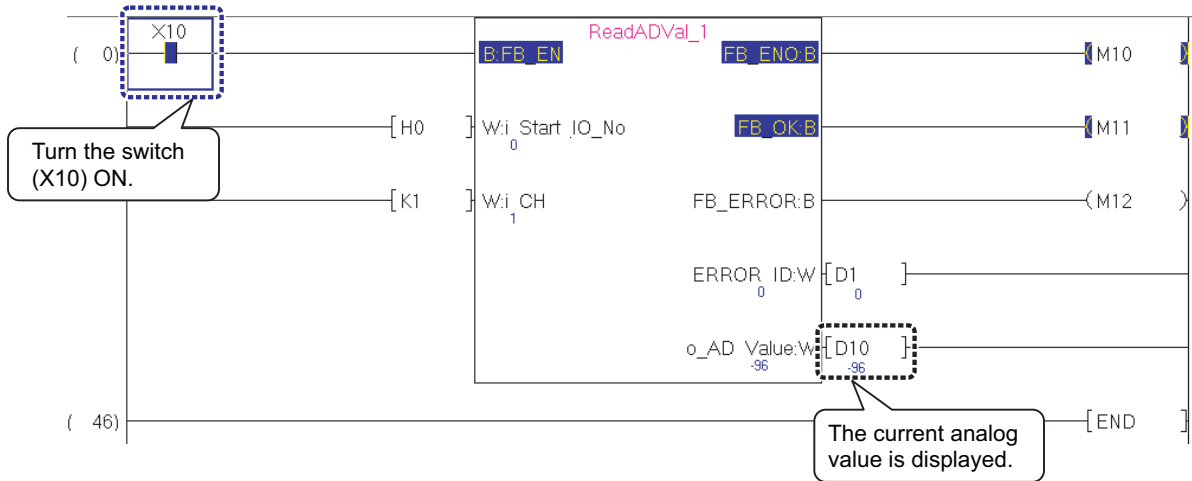 X10
ReadADVal_1
( 0) B:FB_EN FB_ENO:B ( M10 )
[ H0 ] W:i_Start_IO_No FB_OK:B ( M11 )
0
Turn the switch
(X10) ON.
[ K1 ] W:i_CH FB_ERROR:B ( M12 )
1
ERROR_ID:W [ D1 ]
0 0
o_AD_Value:W [ D10 ]
-96 -96
( 46) [ END ]
The current analog
value is displayed.